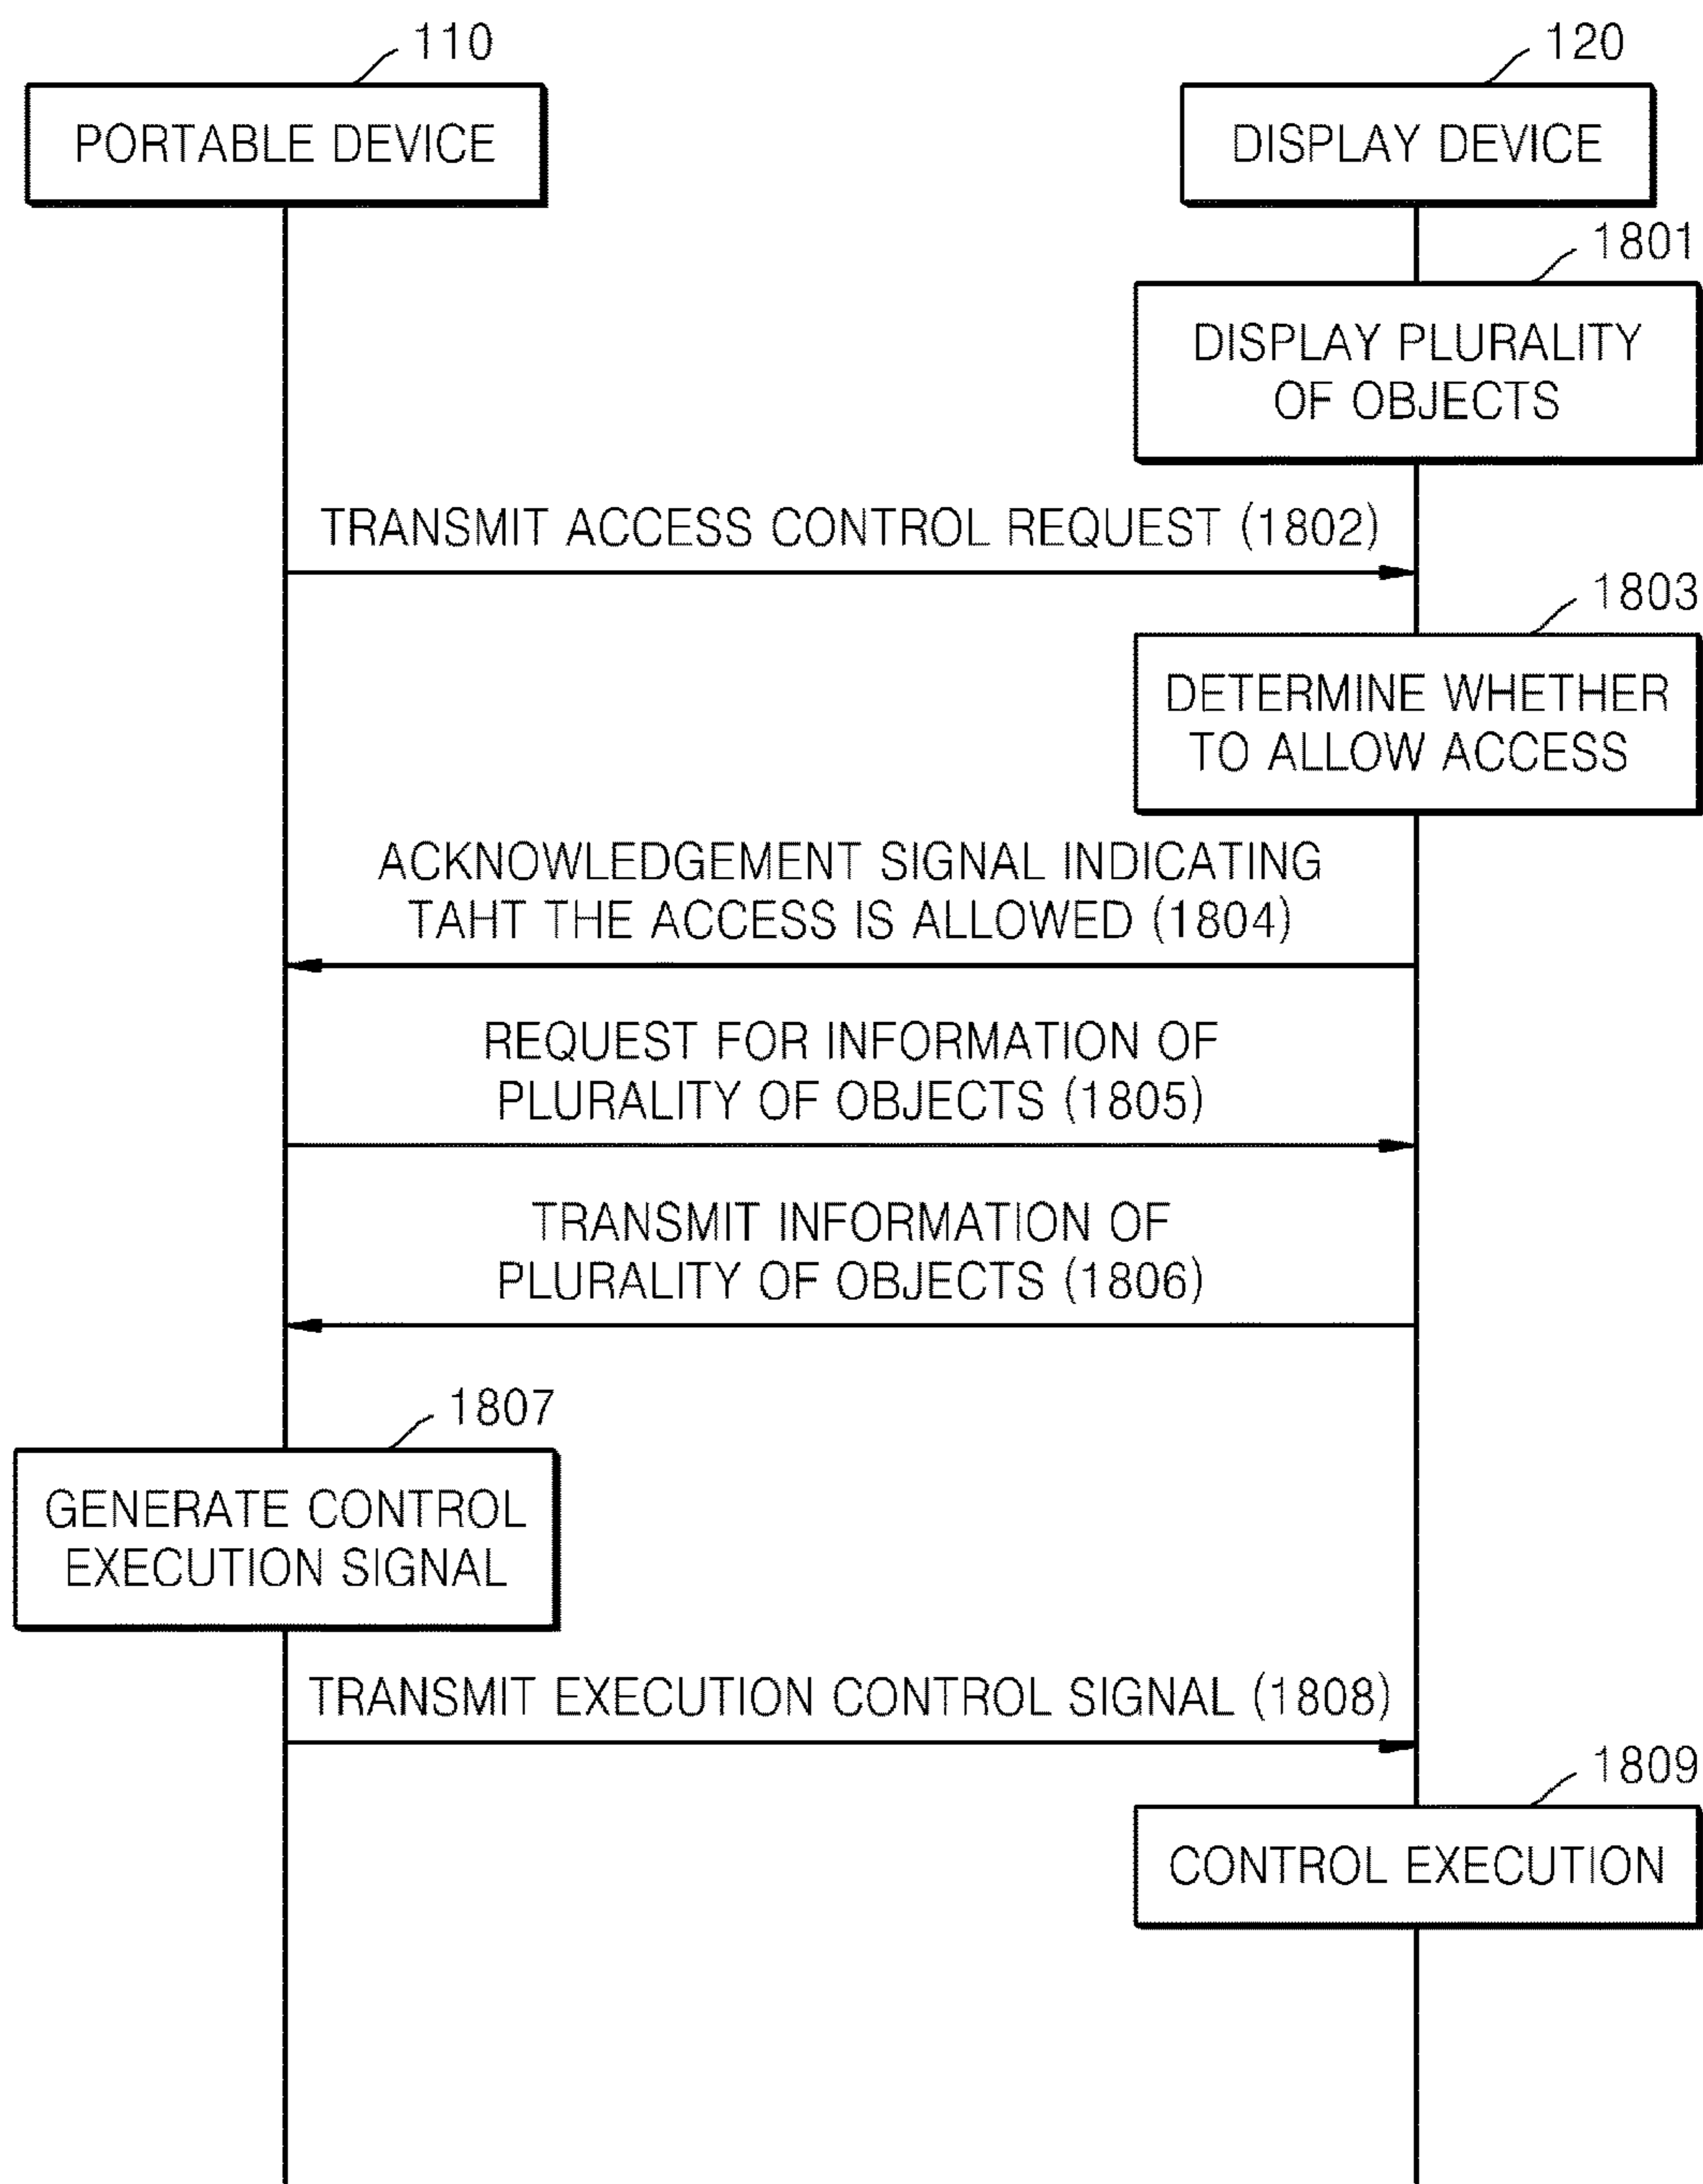 110
120
PORTABLE DEVICE
DISPLAY DEVICE
1801
DISPLAY PLURALITY
OF OBJECTS
TRANSMIT ACCESS CONTROL REQUEST (1802)
1803
DETERMINE WHETHER
TO ALLOW ACCESS
ACKNOWLEDGEMENT SIGNAL INDICATING
TAHT THE ACCESS IS ALLOWED (1804)
REQUEST FOR INFORMATION OF
PLURALITY OF OBJECTS (1805)
TRANSMIT INFORMATION OF
PLURALITY OF OBJECTS (1806)
1807
GENERATE CONTROL
EXECUTION SIGNAL
TRANSMIT EXECUTION CONTROL SIGNAL (1808)
1809
CONTROL EXECUTION